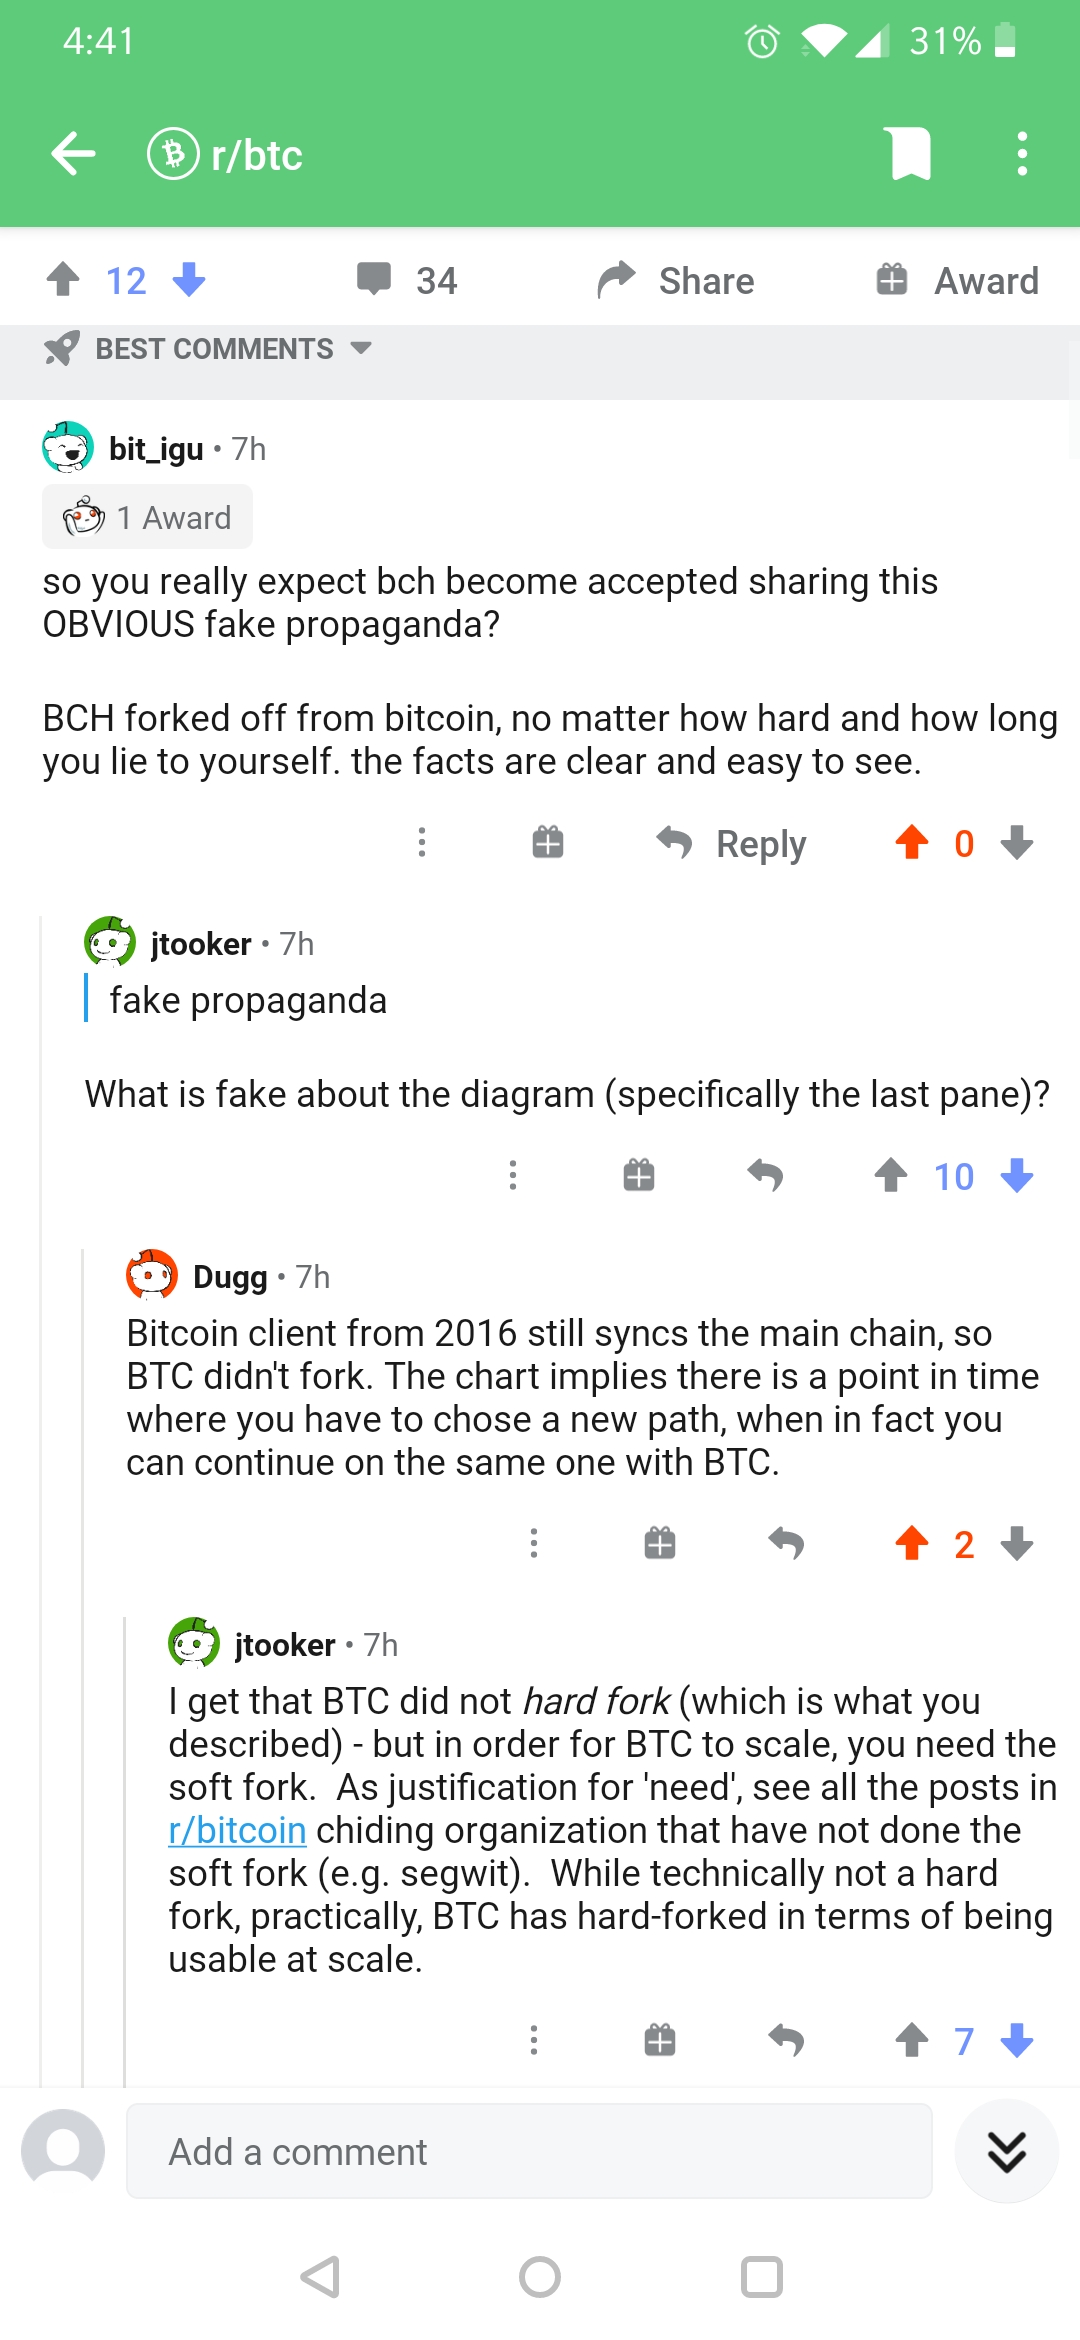 4:41
31%
r/btc
12
34
Share
Award
BEST COMMENTS
bit_igu • 7h
1 Award
so you really expect bch become accepted sharing this
OBVIOUS fake propaganda?
BCH forked off from bitcoin, no matter how hard and how long
you lie to yourself. the facts are clear and easy to see.
Reply
0
jtooker • 7h
fake propaganda
What is fake about the diagram (specifically the last pane)?
10
Dugg • 7h
Bitcoin client from 2016 still syncs the main chain, so
BTC didn't fork. The chart implies there is a point in time
where you have to chose a new path, when in fact you
can continue on the same one with BTC.
2
jtooker • 7h
I get that BTC did not hard fork (which is what you
described) - but in order for BTC to scale, you need the
soft fork.  As justification for 'need', see all the posts in
r/bitcoin chiding organization that have not done the
soft fork (e.g. segwit).  While technically not a hard
fork, practically, BTC has hard-forked in terms of being
usable at scale.
7
Add a comment